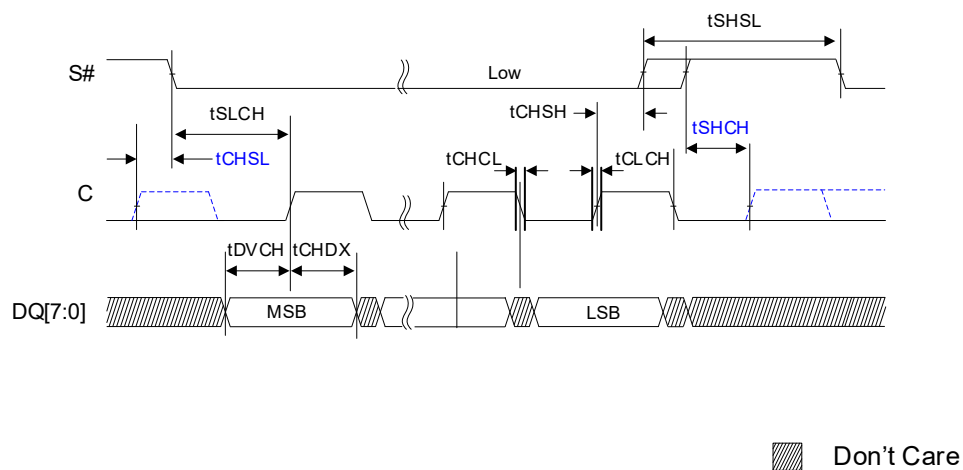 tSHSL
S#
Low
tSLCH
tCHSH
tSHCH
tCHSL
tCHCL
tCLCH
C
tDVCH
tCHDX
DQ[7:0]
MSB
LSB
Don't Care